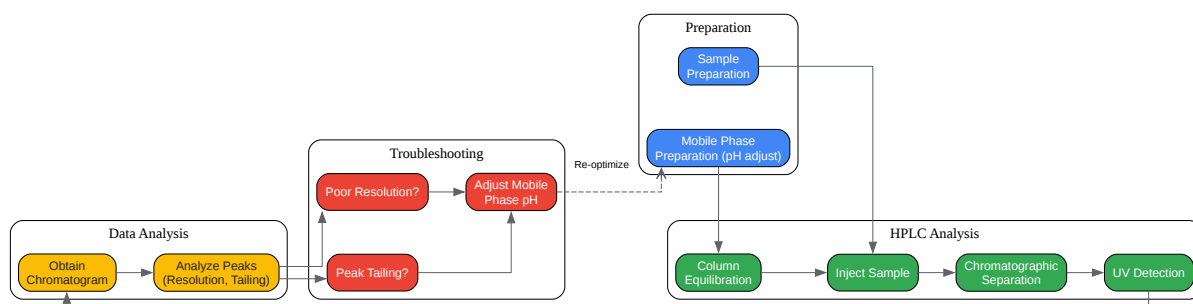 Preparation
Sample
Preparation
Mobile Phase
Preparation (pH adjust)
Troubleshooting
Re-optimize
Poor Resolution?
Adjust Mobile
Phase pH
Peak Tailing?
Data Analysis
Obtain
Chromatogram
Analyze Peaks
(Resolution, Tailing)
HPLC Analysis
Column
Equilibration
Inject Sample
Chromatographic
Separation
UV Detection